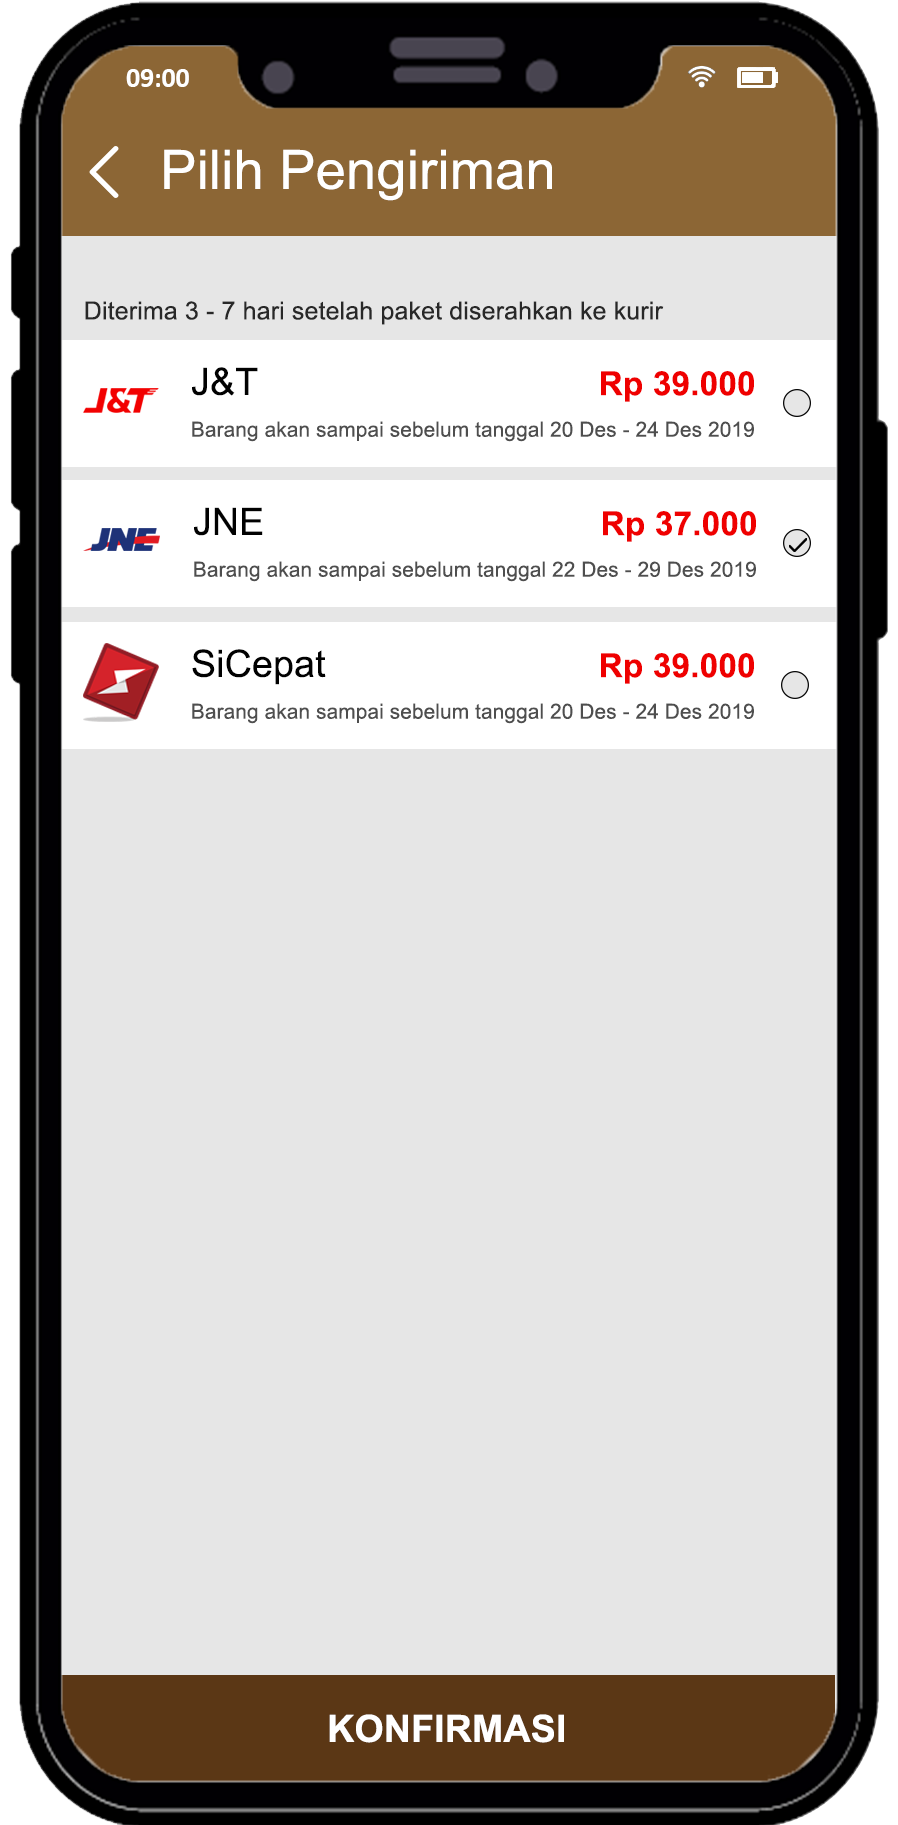 09:00
Pilih Pengiriman
Diterima 3 - 7 hari setelah paket diserahkan ke kurir
J&T
J&T
Rp 39.000
Barang akan sampai sebelum tanggal 20 Des - 24 Des 2019
JNE
JNE
Rp 37.000
Barang akan sampai sebelum tanggal 22 Des - 29 Des 2019
SiCepat
Rp 39.000
Barang akan sampai sebelum tanggal 20 Des - 24 Des 2019
KONFIRMASI